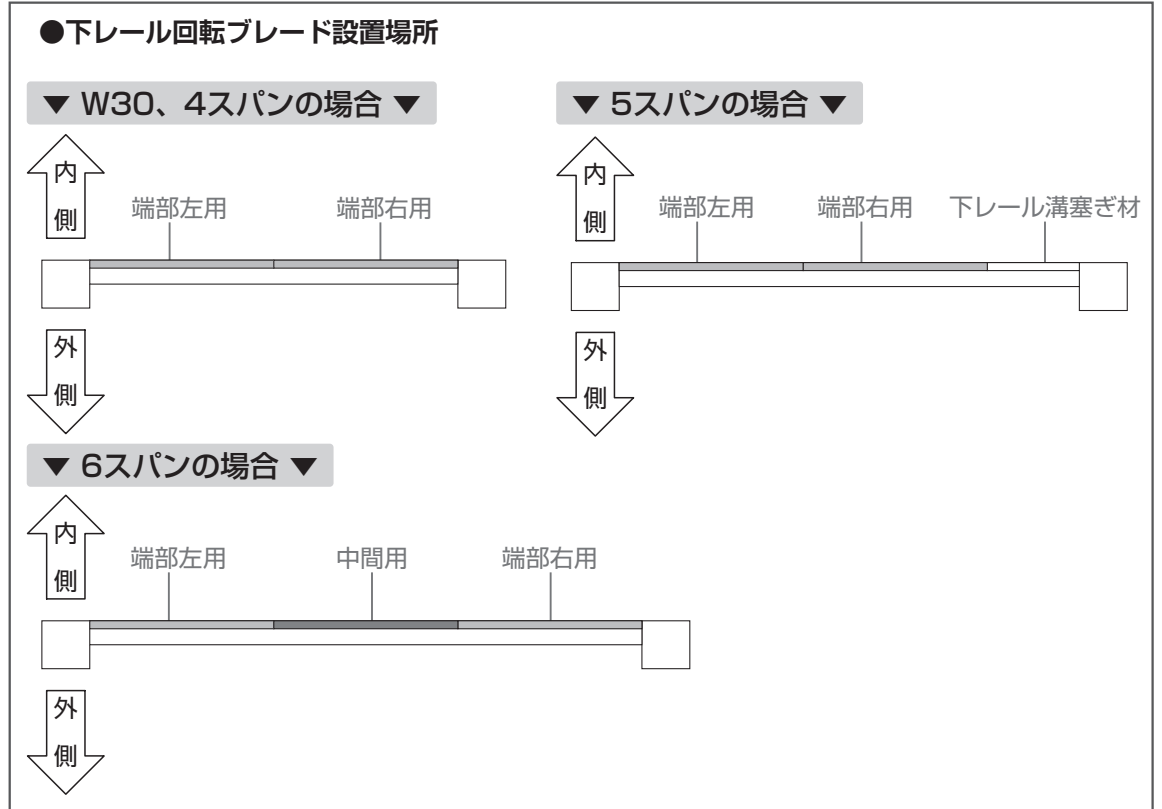 ●下レール回転ブレード設置場所
▼ W30、4スパンの場合 ▼
内側
端部左用
端部右用
外側
▼ 5スパンの場合 ▼
内側
端部左用
端部右用
下レール溝塞ぎ材
外側
▼ 6スパンの場合 ▼
内側
端部左用
中間用
端部右用
外側